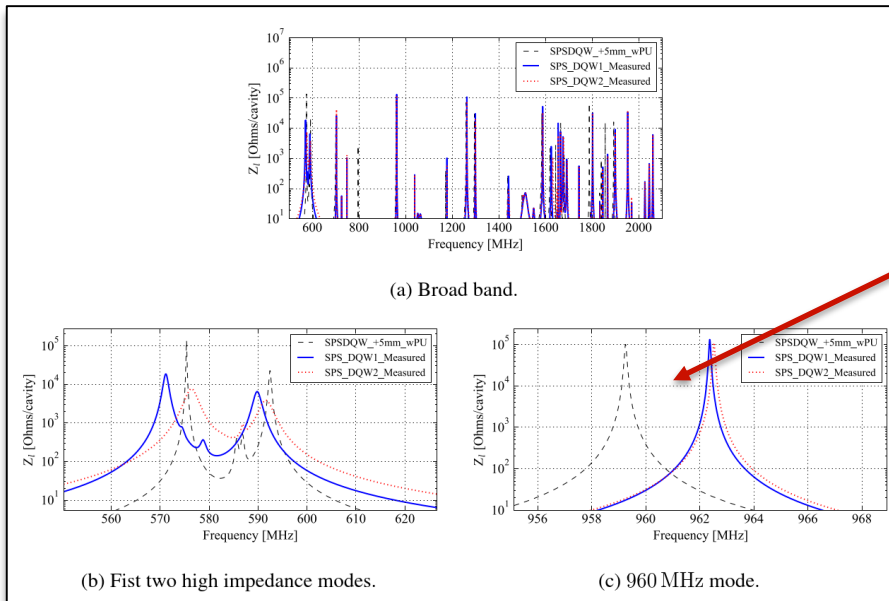 10^7
10^6
10^5
10^4
10^3
10^2
10^1
Z_l [Ohms/cavity]
SPSDQW_+5mm_wPU
SPS_DQW1_Measured
SPS_DQW2_Measured
600 800 1000 1200 1400 1600 1800 2000
Frequency [MHz]
(a) Broad band.
10^5
10^4
10^3
10^2
10^1
Z_l [Ohms/cavity]
SPSDQW_+5mm_wPU
SPS_DQW1_Measured
SPS_DQW2_Measured
560 570 580 590 600 610 620
Frequency [MHz]
(b) Fist two high impedance modes.
10^5
10^4
10^3
10^2
10^1
Z_l [Ohms/cavity]
SPSDQW_+5mm_wPU
SPS_DQW1_Measured
SPS_DQW2_Measured
956 958 960 962 964 966 968
Frequency [MHz]
(c) 960 MHz mode.